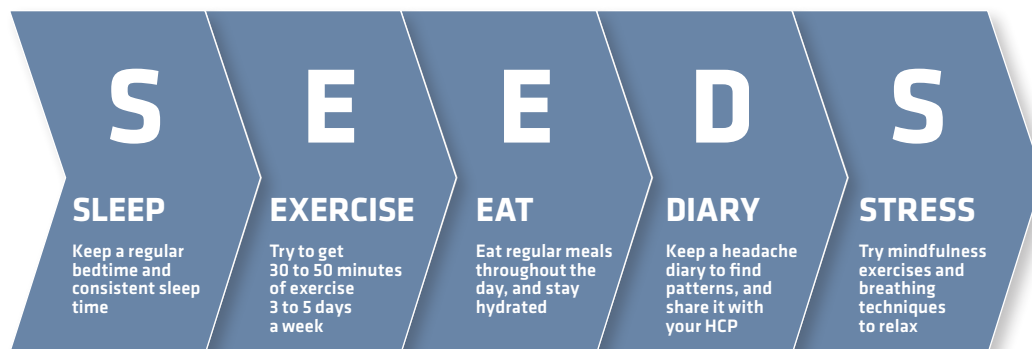 S
SLEEP
Keep a regular
bedtime and
consistent sleep
time
E
EXERCISE
Try to get
30 to 50 minutes
of exercise
3 to 5 days
a week
E
EAT
Eat regular meals
throughout the
day, and stay
hydrated
D
DIARY
Keep a headache
diary to find
patterns, and
share it with
your HCP
S
STRESS
Try mindfulness
exercises and
breathing
techniques
to relax